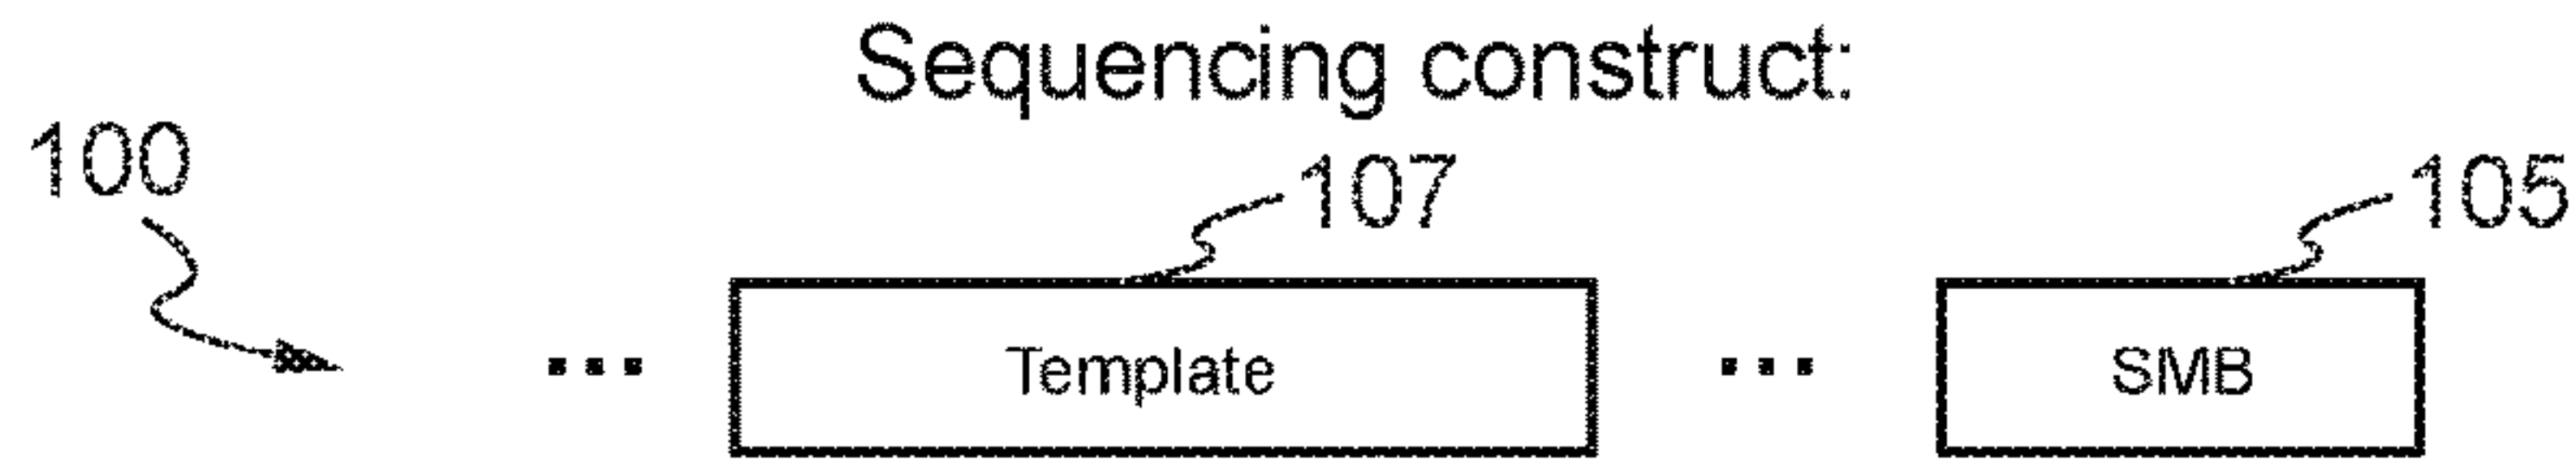 Sequencing construct:
100
107
105
... Template ... SMB